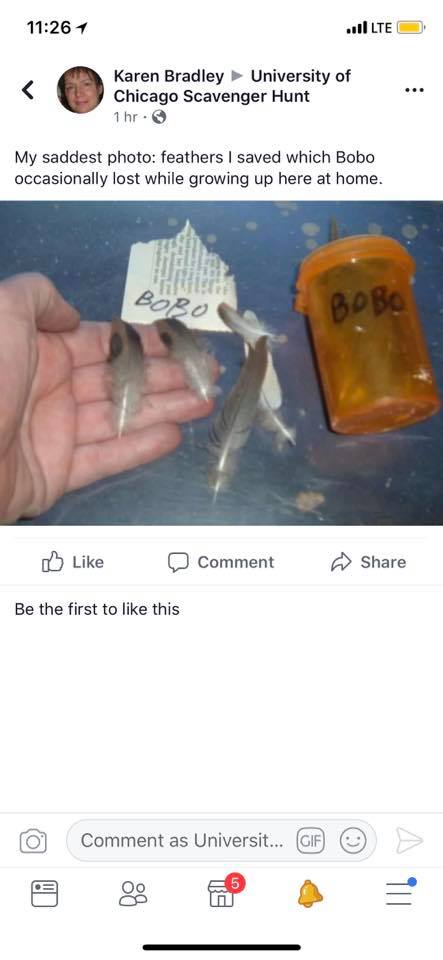 11:26
LTE
Karen Bradley ▶ University of
Chicago Scavenger Hunt
1 hr ·
My saddest photo: feathers I saved which Bobo
occasionally lost while growing up here at home.
BOBO
BOBO
Like Comment Share
Be the first to like this
Comment as Universit... GIF
5